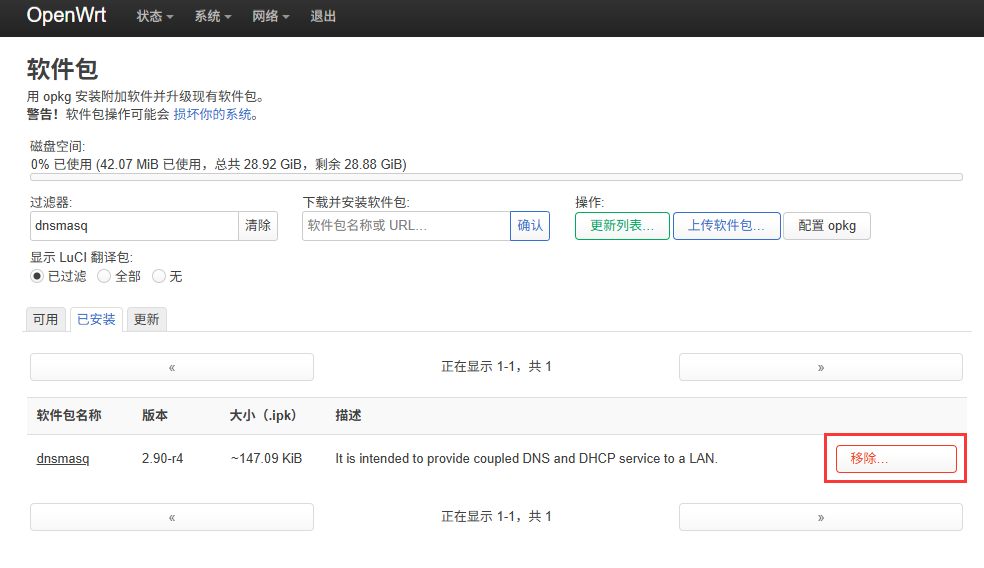 OpenWrt 状态 系统 网络 退出
软件包
用 opkg 安装附加软件并升级现有软件包。
警告！软件包操作可能会 损坏你的系统。
磁盘空间:
0% 已使用 (42.07 MiB 已使用，总共 28.92 GiB，剩余 28.88 GiB)
过滤器: 下载并安装软件包: 操作:
dnsmasq 清除 软件包名称或 URL… 确认 更新列表… 上传软件包… 配置 opkg
显示 LuCI 翻译包:
已过滤 全部 无
可用 已安装 更新
« 正在显示 1-1，共 1 »
软件包名称 版本 大小（.ipk） 描述
dnsmasq 2.90-r4 ~147.09 KiB It is intended to provide coupled DNS and DHCP service to a LAN. 移除…
« 正在显示 1-1，共 1 »